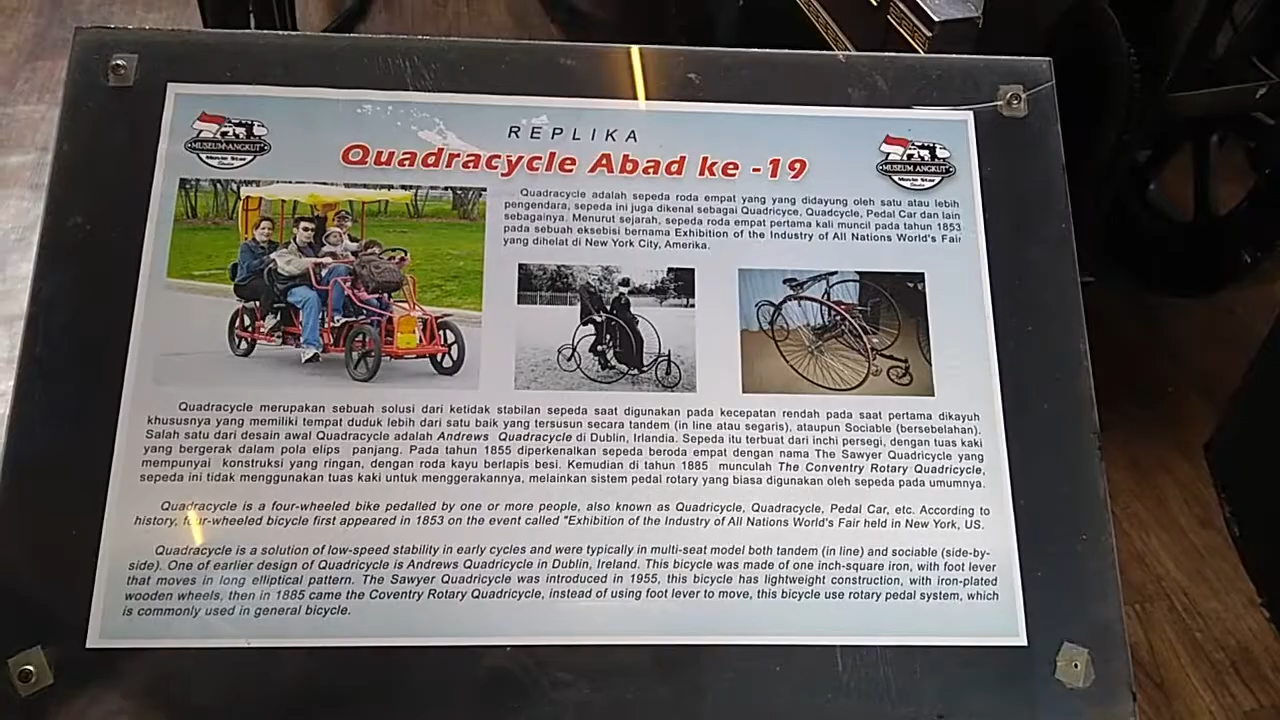 REPLIKA
Quadracycle Abad ke -19
MUSEUM ANGKUT
Movie Star
Studio
MUSEUM ANGKUT
Movie Star
Studio
Quadracycle adalah sepeda roda empat yang yang didayung oleh satu atau lebih
pengendara, sepeda ini juga dikenal sebagai Quadricyce, Quadcycle, Pedal Car dan lain
sebagainya. Menurut sejarah, sepeda roda empat pertama kali muncil pada tahun 1853
pada sebuah eksebisi bernama Exhibition of the Industry of All Nations World's Fair
yang dihelat di New York City, Amerika.
Quadracycle merupakan sebuah solusi dari ketidak stabilan sepeda saat digunakan pada kecepatan rendah pada saat pertama dikayuh
khususnya yang memiliki tempat duduk lebih dari satu baik yang tersusun secara tandem (in line atau segaris), ataupun Sociable (bersebelahan).
Salah satu dari desain awal Quadracycle adalah Andrews Quadracycle di Dublin, Irlandia. Sepeda itu terbuat dari inchi persegi, dengan tuas kaki
yang bergerak dalam pola elips panjang. Pada tahun 1855 diperkenalkan sepeda beroda empat dengan nama The Sawyer Quadricycle yang
mempunyai konstruksi yang ringan, dengan roda kayu berlapis besi. Kemudian di tahun 1885 munculah The Conventry Rotary Quadricycle,
sepeda ini tidak menggunakan tuas kaki untuk menggerakannya, melainkan sistem pedal rotary yang biasa digunakan oleh sepeda pada umumnya.
Quadracycle is a four-wheeled bike pedalled by one or more people, also known as Quadricycle, Quadracycle, Pedal Car, etc. According to
history, four-wheeled bicycle first appeared in 1853 on the event called "Exhibition of the Industry of All Nations World's Fair held in New York, US.
Quadracycle is a solution of low-speed stability in early cycles and were typically in multi-seat model both tandem (in line) and sociable (side-by-
side). One of earlier design of Quadricycle is Andrews Quadricycle in Dublin, Ireland. This bicycle was made of one inch-square iron, with foot lever
that moves in long elliptical pattern. The Sawyer Quadricycle was introduced in 1955, this bicycle has lightweight construction, with iron-plated
wooden wheels, then in 1885 came the Coventry Rotary Quadricycle, instead of using foot lever to move, this bicycle use rotary pedal system, which
is commonly used in general bicycle.